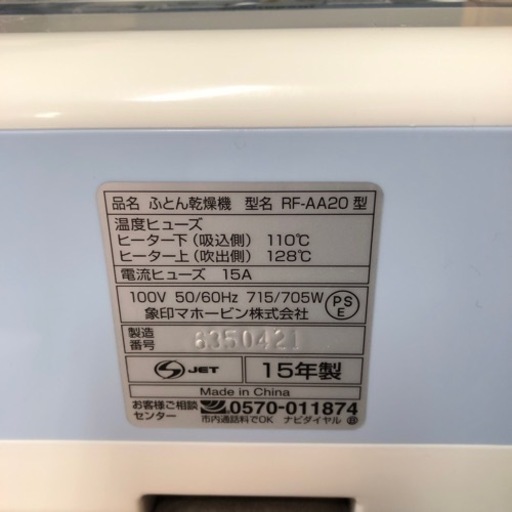 品名 ふとん乾燥機 型名 RF-AA20 型
温度ヒューズ
ヒーター下（吸込側） 110℃
ヒーター上（吹出側） 128℃
電流ヒューズ 15A
100V 50/60Hz 715/705W
象印マホービン株式会社
PS
E
製造
番号
6350421
JET
15年製
Made in China
お客様ご相談
センター
0570-011874
市内通話料でOK ナビダイヤル